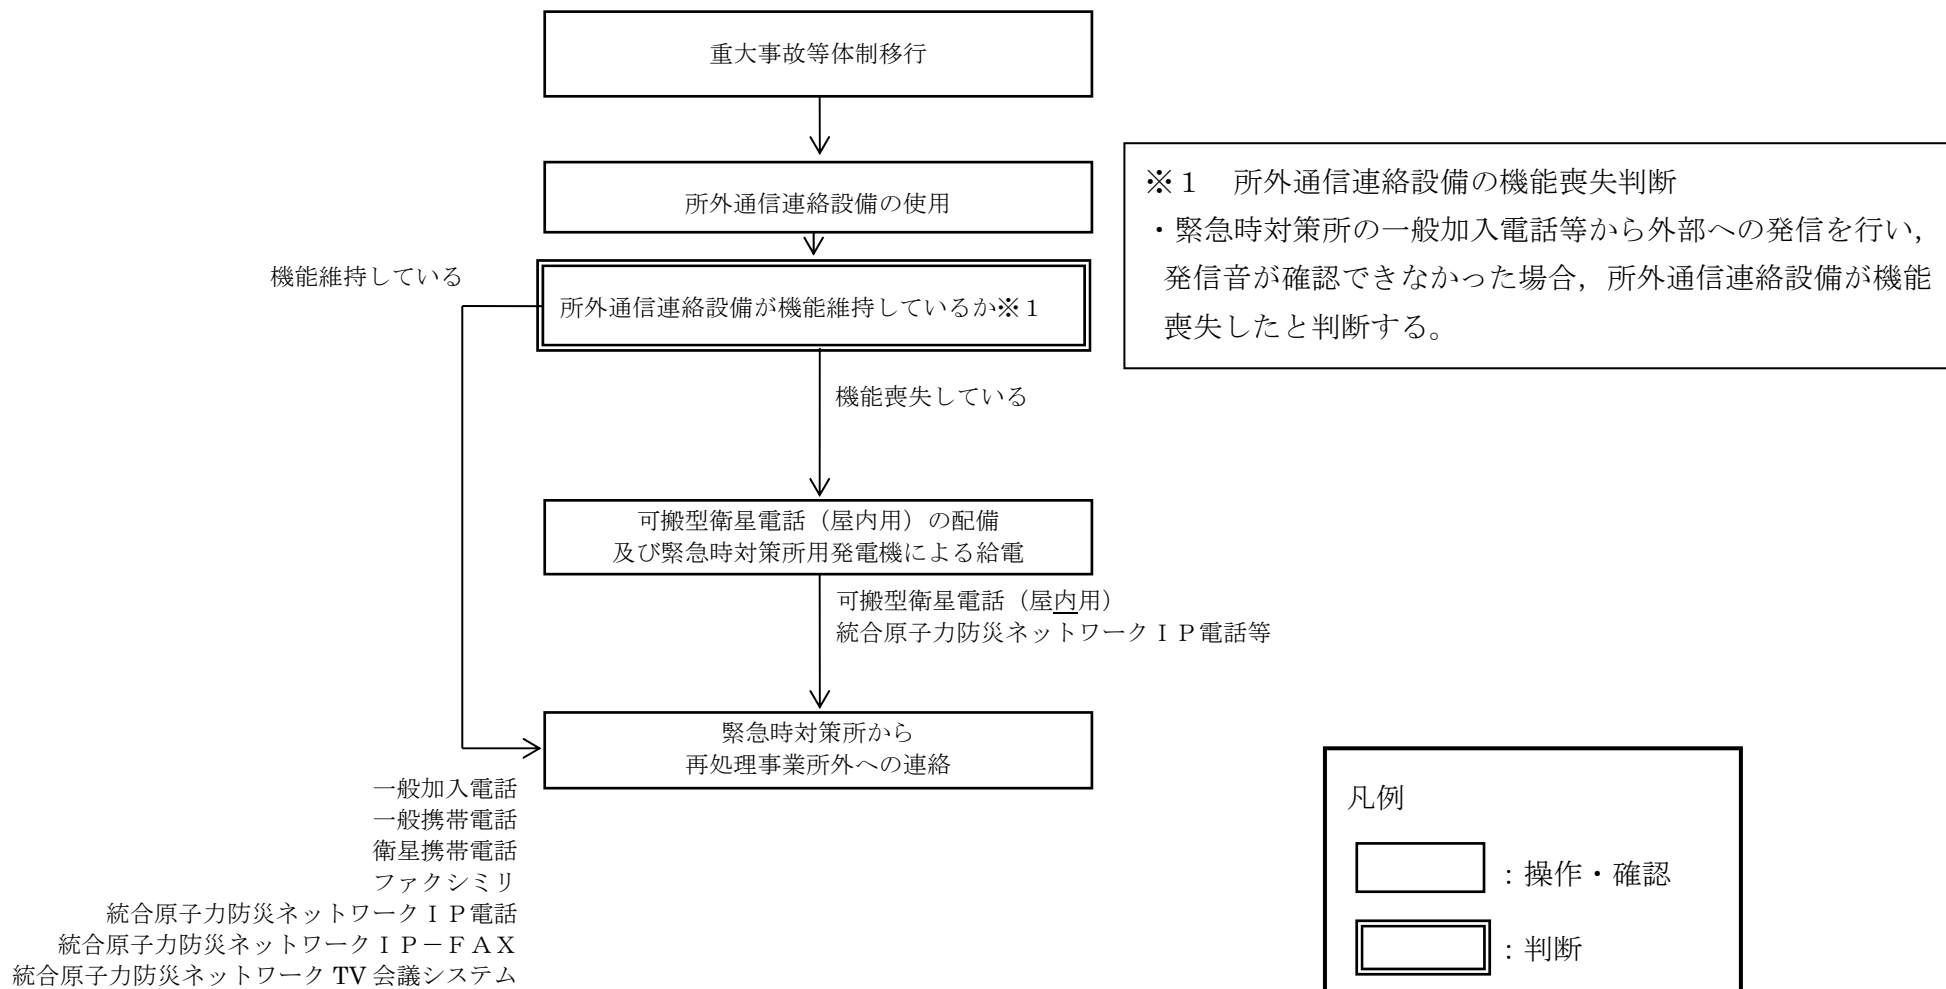 重大事故等体制移行
所外通信連絡設備の使用
※１　所外通信連絡設備の機能喪失判断
・緊急時対策所の一般加入電話等から外部への発信を行い，
発信音が確認できなかった場合，所外通信連絡設備が機能
喪失したと判断する。
機能維持している
所外通信連絡設備が機能維持しているか※１
機能喪失している
可搬型衛星電話（屋内用）の配備
及び緊急時対策所用発電機による給電
可搬型衛星電話（屋内用）
統合原子力防災ネットワークＩＰ電話等
緊急時対策所から
再処理事業所外への連絡
一般加入電話
一般携帯電話
衛星携帯電話
ファクシミリ
統合原子力防災ネットワークＩＰ電話
統合原子力防災ネットワークＩＰ－ＦＡＸ
統合原子力防災ネットワーク TV 会議システム
凡例
：操作・確認
：判断